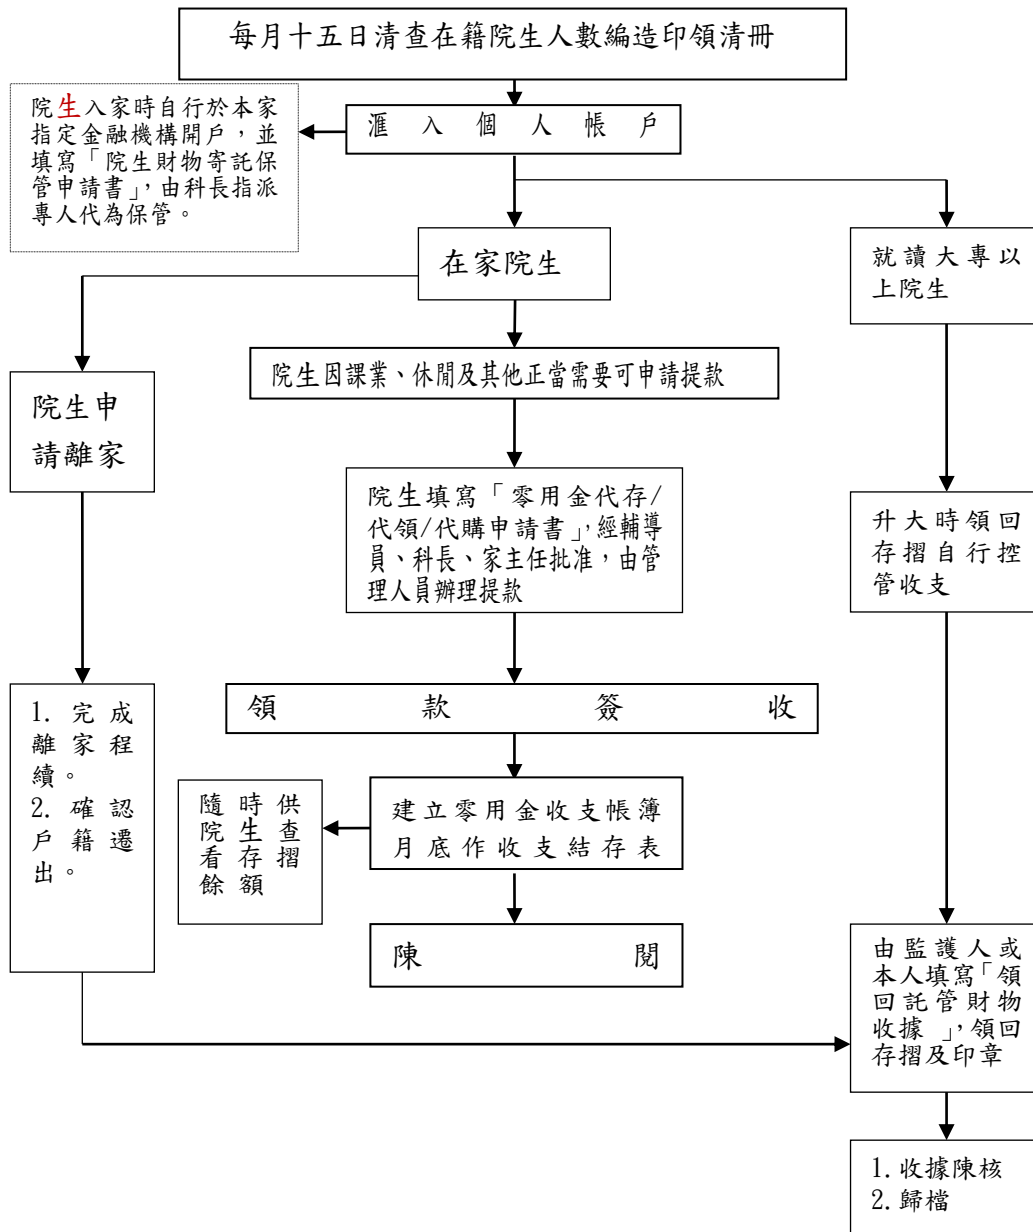 每月十五日清查在籍院生人數編造印領清冊
院生入家時自行於本家
指定金融機構開戶，並
填寫「院生財物寄託保
管申請書」，由科長指派
專人代為保管。
滙入個人帳戶
在家院生
就讀大專以
上院生
院生因課業、休閒及其他正當需要可申請提款
院生申
請離家
院生填寫「零用金代存/
代領/代購申請書」，經輔導
員、科長、家主任批准，由管
理人員辦理提款
升大時領回
存摺自行控
管收支
1. 完成
離家程
續。
2. 確認
戶籍遷
出。
領款簽收
隨時供
院生查
看存摺
餘額
建立零用金收支帳簿
月底作收支結存表
陳閱
由監護人或
本人填寫「領
回託管財物
收據」，領回
存摺及印章
1. 收據陳核
2. 歸檔